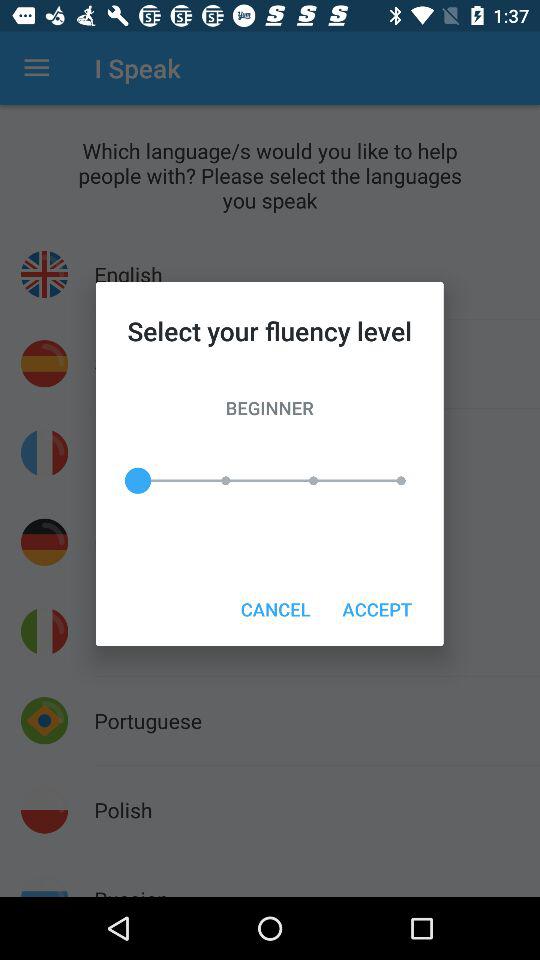 1:37
I Speak
Which language/s would you like to help
people with? Please select the languages
you speak
English
Select your fluency level
BEGINNER
CANCEL ACCEPT
Portuguese
Polish